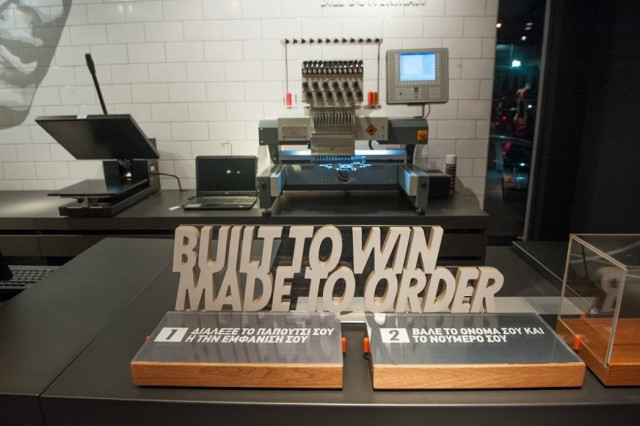 BUILT TO WIN
MADE TO ORDER
1 ΔΙΑΛΕΞΕ ΤΟ ΠΑΠΟΥΤΣΙ ΣΟΥ
Η ΤΗΝ ΕΜΦΑΝΙΣΗ ΣΟΥ
2 ΒΑΛΕ ΤΟ ΟΝΟΜΑ ΣΟΥ ΚΑΙ
ΤΟ ΝΟΥΜΕΡΟ ΣΟΥ